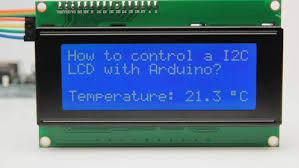 How to control a I2C
LCD with Arduino?
Temperature: 21.3 °C